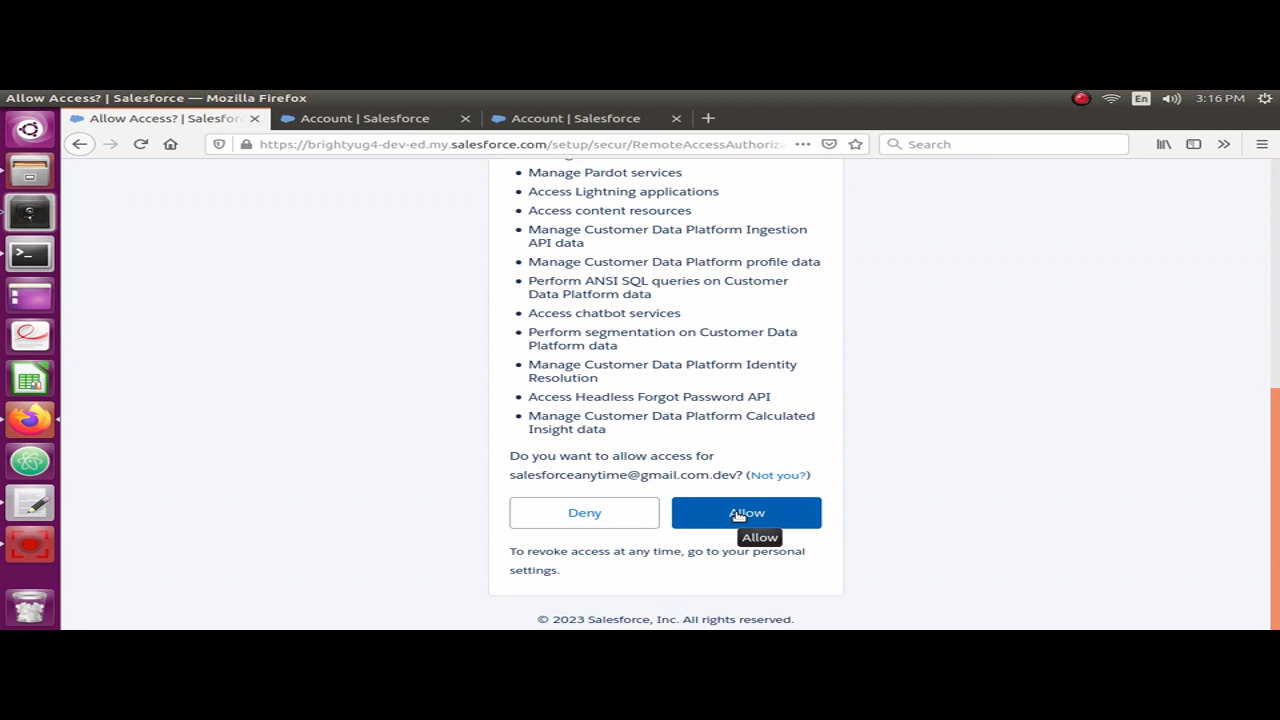 Allow Access? | Salesforce — Mozilla Firefox
En
3:16 PM
Allow Access? | Salesfor
Account | Salesforce
Account | Salesforce
https://brightyug4-dev-ed.my.salesforce.com/setup/secur/RemoteAccessAuthoriza
Search
Manage Pardot services
Access Lightning applications
Access content resources
Manage Customer Data Platform Ingestion
API data
Manage Customer Data Platform profile data
Perform ANSI SQL queries on Customer
Data Platform data
Access chatbot services
Perform segmentation on Customer Data
Platform data
Manage Customer Data Platform Identity
Resolution
Access Headless Forgot Password API
Manage Customer Data Platform Calculated
Insight data
Do you want to allow access for
salesforceanytime@gmail.com.dev? (Not you?)
Deny
Allow
Allow
To revoke access at any time, go to your personal
settings.
© 2023 Salesforce, Inc. All rights reserved.